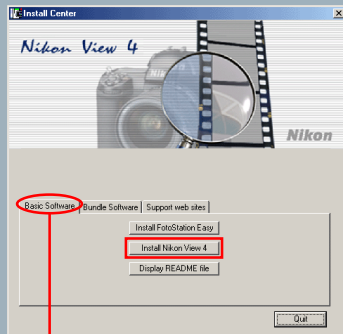 Install Center
Nikon View 4
Nikon
Basic Software Bundle Software Support web sites
Install FotoStation Easy
Install Nikon View 4
Display README file
Quit